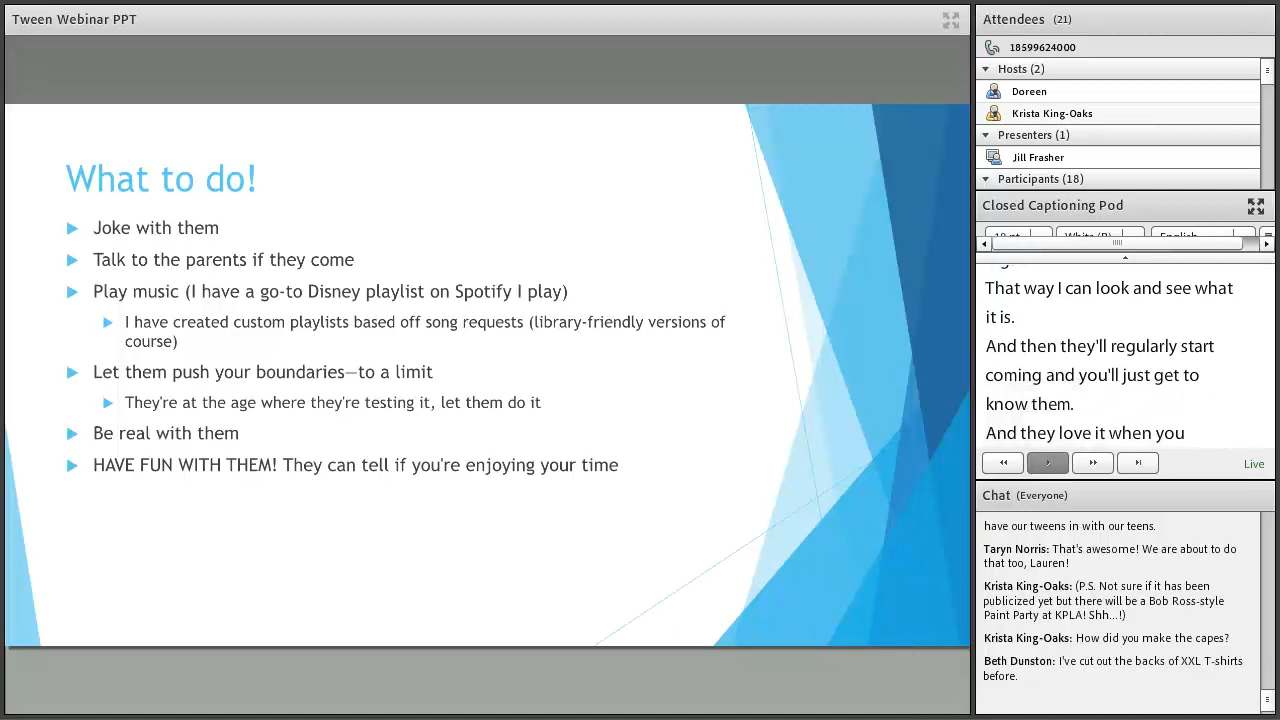 Tween Webinar PPT
What to do!
Joke with them
Talk to the parents if they come
Play music (I have a go-to Disney playlist on Spotify I play)
I have created custom playlists based off song requests (library-friendly versions of
course)
Let them push your boundaries—to a limit
They're at the age where they're testing it, let them do it
Be real with them
HAVE FUN WITH THEM! They can tell if you're enjoying your time
Attendees (21)
18599624000
Hosts (2)
Doreen
Krista King-Oaks
Presenters (1)
Jill Frasher
Participants (18)
Closed Captioning Pod
That way I can look and see what
it is.
And then they'll regularly start
coming and you'll just get to
know them.
And they love it when you
Live
Chat (Everyone)
have our tweens in with our teens.
Taryn Norris: That's awesome! We are about to do
that too, Lauren!
Krista King-Oaks: (P.S. Not sure if it has been
publicized yet but there will be a Bob Ross-style
Paint Party at KPLA! Shh...!)
Krista King-Oaks: How did you make the capes?
Beth Dunston: I've cut out the backs of XXL T-shirts
before.